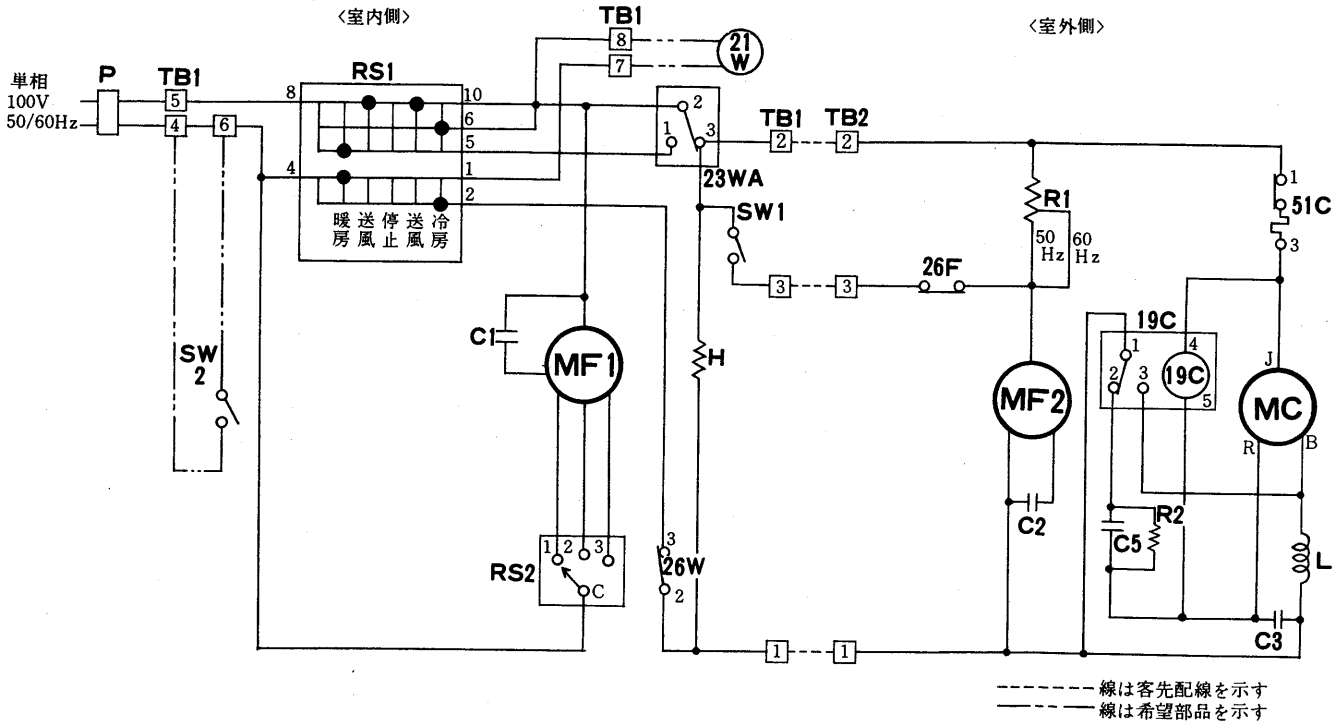 〈室内側〉
〈室外側〉
単相
100V
50/60Hz
P
TB1
5
4
6
RS1
8
10
6
5
4
1
2
暖房
送風
停止
送風
冷房
TB1
8
7
21
W
2
1
3
23WA
TB1
TB2
2
2
SW1
3
3
26F
R1
50
Hz
60
Hz
1
51C
3
SW
2
C1
MF1
H
MF2
C2
19C
1
2
3
4
19C
5
J
MC
R
B
R2
C5
L
C3
RS2
1
2
3
C
3
26W
2
1
1
線は客先配線を示す
線は希望部品を示す